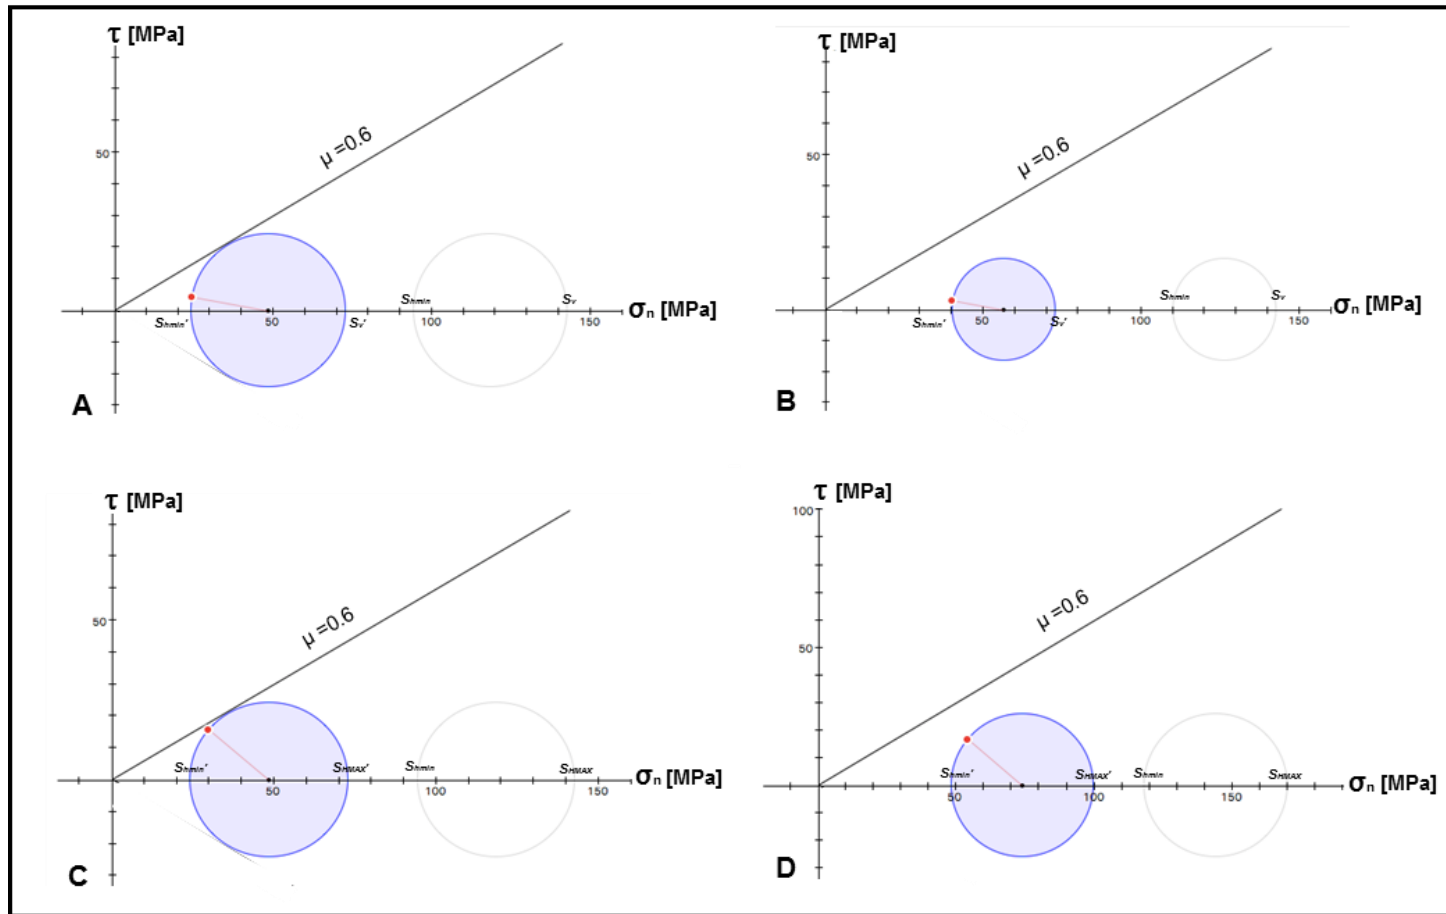 τ [MPa]
50
μ =0.6
Shmin
Sv
Shmin'
50
Sv'
100
150
σn [MPa]
A
τ [MPa]
50
μ =0.6
Shmin
Sv
Shmin'
50
Sv'
100
150
σn [MPa]
B
τ [MPa]
50
μ =0.6
Shmin'
SHMAX'
Shmin
SHMAX
50
100
150
σn [MPa]
C
τ [MPa]
100
50
μ =0.6
Shmin'
SHMAX'
Shmin
SHMAX
50
100
150
σn [MPa]
D